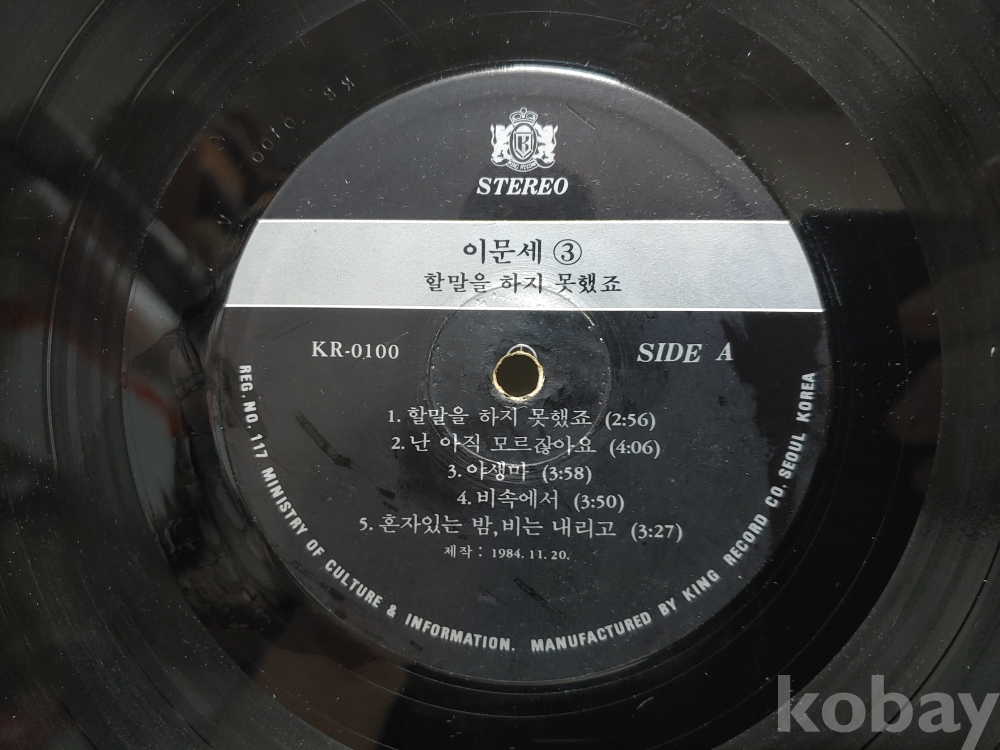 KR
0010
STEREO
이문세 ③
할말을 하지 못했죠
KR-0100
SIDE A
1. 할말을 하지 못했죠 (2:56)
2. 난 아직 모르잖아요 (4:06)
3. 야생마 (3:58)
4. 비속에서 (3:50)
5. 혼자있는 밤, 비는 내리고 (3:27)
제작 : 1984. 11. 20.
REG. NO. 117 MINISTRY OF CULTURE & INFORMATION. MANUFACTURED BY KING RECORD CO. SEOUL KOREA
kobay